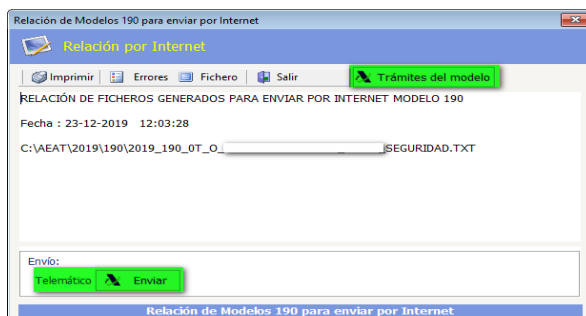 Relación de Modelos 190 para enviar por Internet
Relación por Internet
Imprimir Errores Fichero Salir Trámites del modelo
RELACIÓN DE FICHEROS GENERADOS PARA ENVIAR POR INTERNET MODELO 190
Fecha : 23-12-2019 12:03:28
C:\AEAT\2019\190\2019_190_0T_O_ SEGURIDAD.TXT
Envío:
Telemático Enviar
Relación de Modelos 190 para enviar por Internet